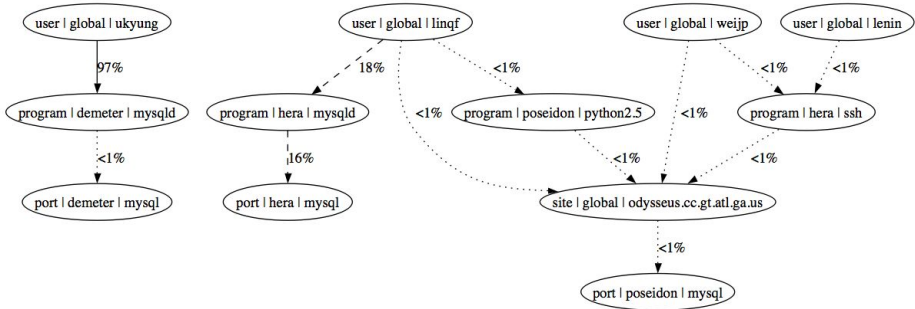 user | global | ukyung
user | global | linqf
user | global | weijp
user | global | lenin
97%
18%
<1%
<1%
<1%
program | demeter | mysqld
program | hera | mysqld
<1%
program | poseidon | python2.5
<1%
program | hera | ssh
<1%
16%
<1%
<1%
port | demeter | mysql
port | hera | mysql
site | global | odysseus.cc.gt.atl.ga.us
<1%
port | poseidon | mysql